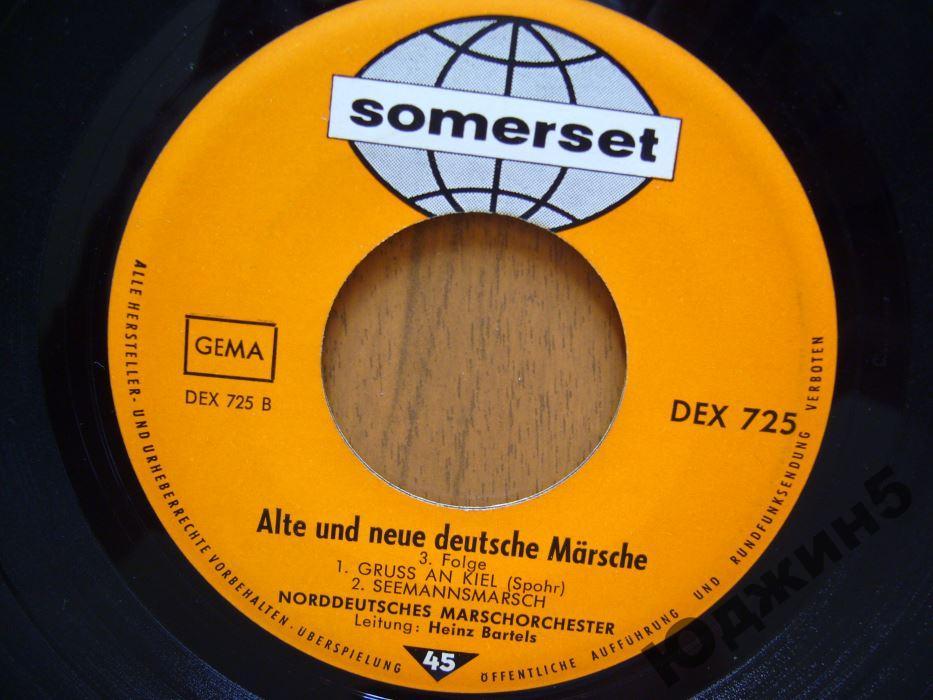 somerset
GEMA
DEX 725 B
DEX 725
Alte und neue deutsche Märsche
3. Folge
1. GRUSS AN KIEL (Spohr)
2. SEEMANNSMARSCH
NORDDEUTSCHES MARSCHORCHESTER
Leitung: Heinz Bartels
45
ALLE HERSTELLER- UND URHEBERRECHTE VORBEHALTEN. ÜBERSPIELUNG ÖFFENTLICHE AUFFÜHRUNG UND RUNDFUNKSENDUNG VERBOTEN
Юджин5